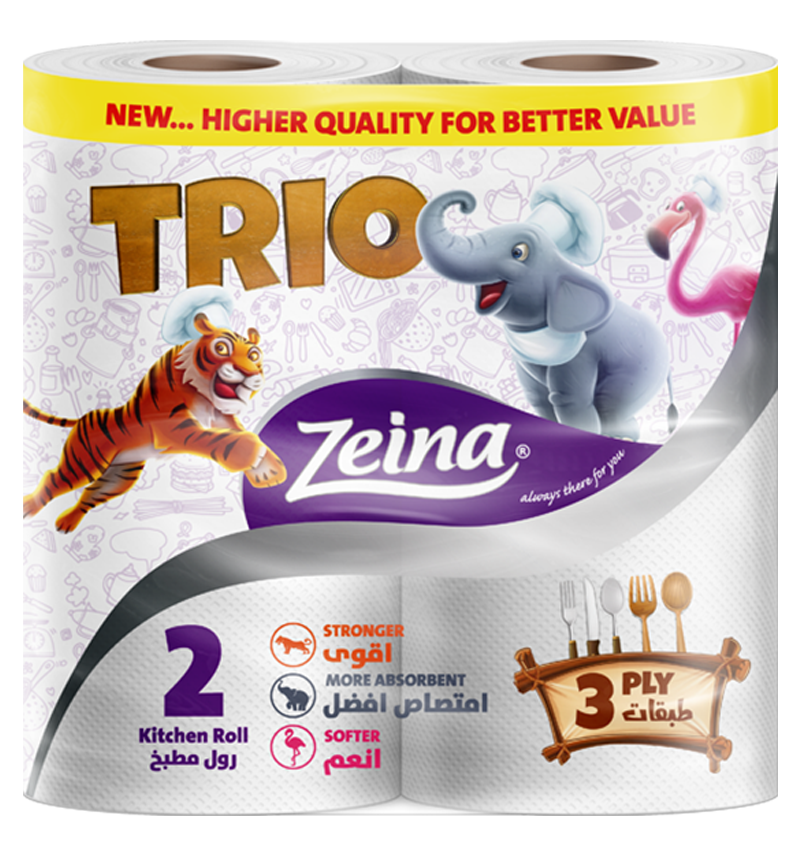 NEW... HIGHER QUALITY FOR BETTER VALUE
TRIO
Zeina®
always there for you
2
Kitchen Roll
رول مطبخ
STRONGER
اقوى
MORE ABSORBENT
امتصاص افضل
SOFTER
انعم
3 PLY
طبقات